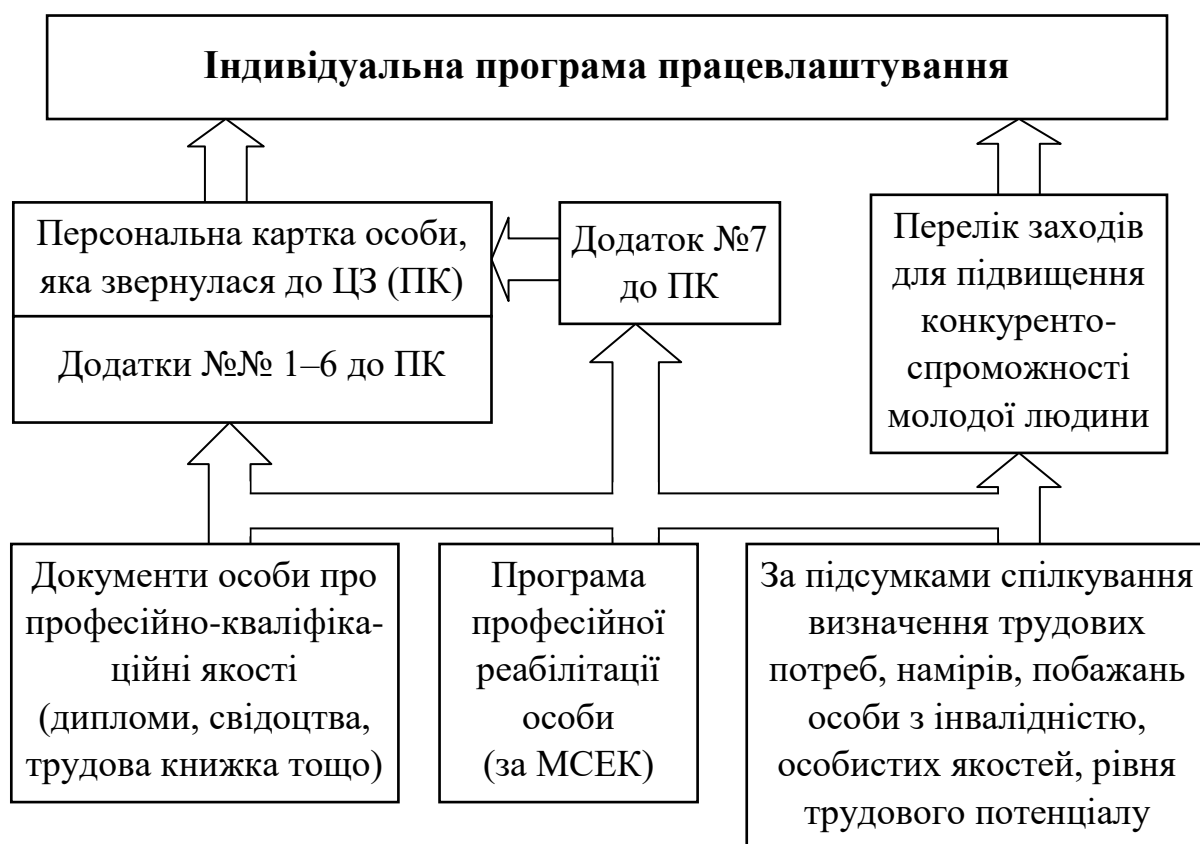 Індивідуальна програма працевлаштування
Персональна картка особи,
яка звернулася до ЦЗ (ПК)
Додатки №№ 1–6 до ПК
Додаток №7
до ПК
Перелік заходів
для підвищення
конкуренто-
спроможності
молодої людини
Документи особи про
професійно-кваліфіка-
ційні якості
(дипломи, свідоцтва,
трудова книжка тощо)
Програма
професійної
реабілітації
особи
(за МСЕК)
За підсумками спілкування
визначення трудових
потреб, намірів, побажань
особи з інвалідністю,
особистих якостей, рівня
трудового потенціалу